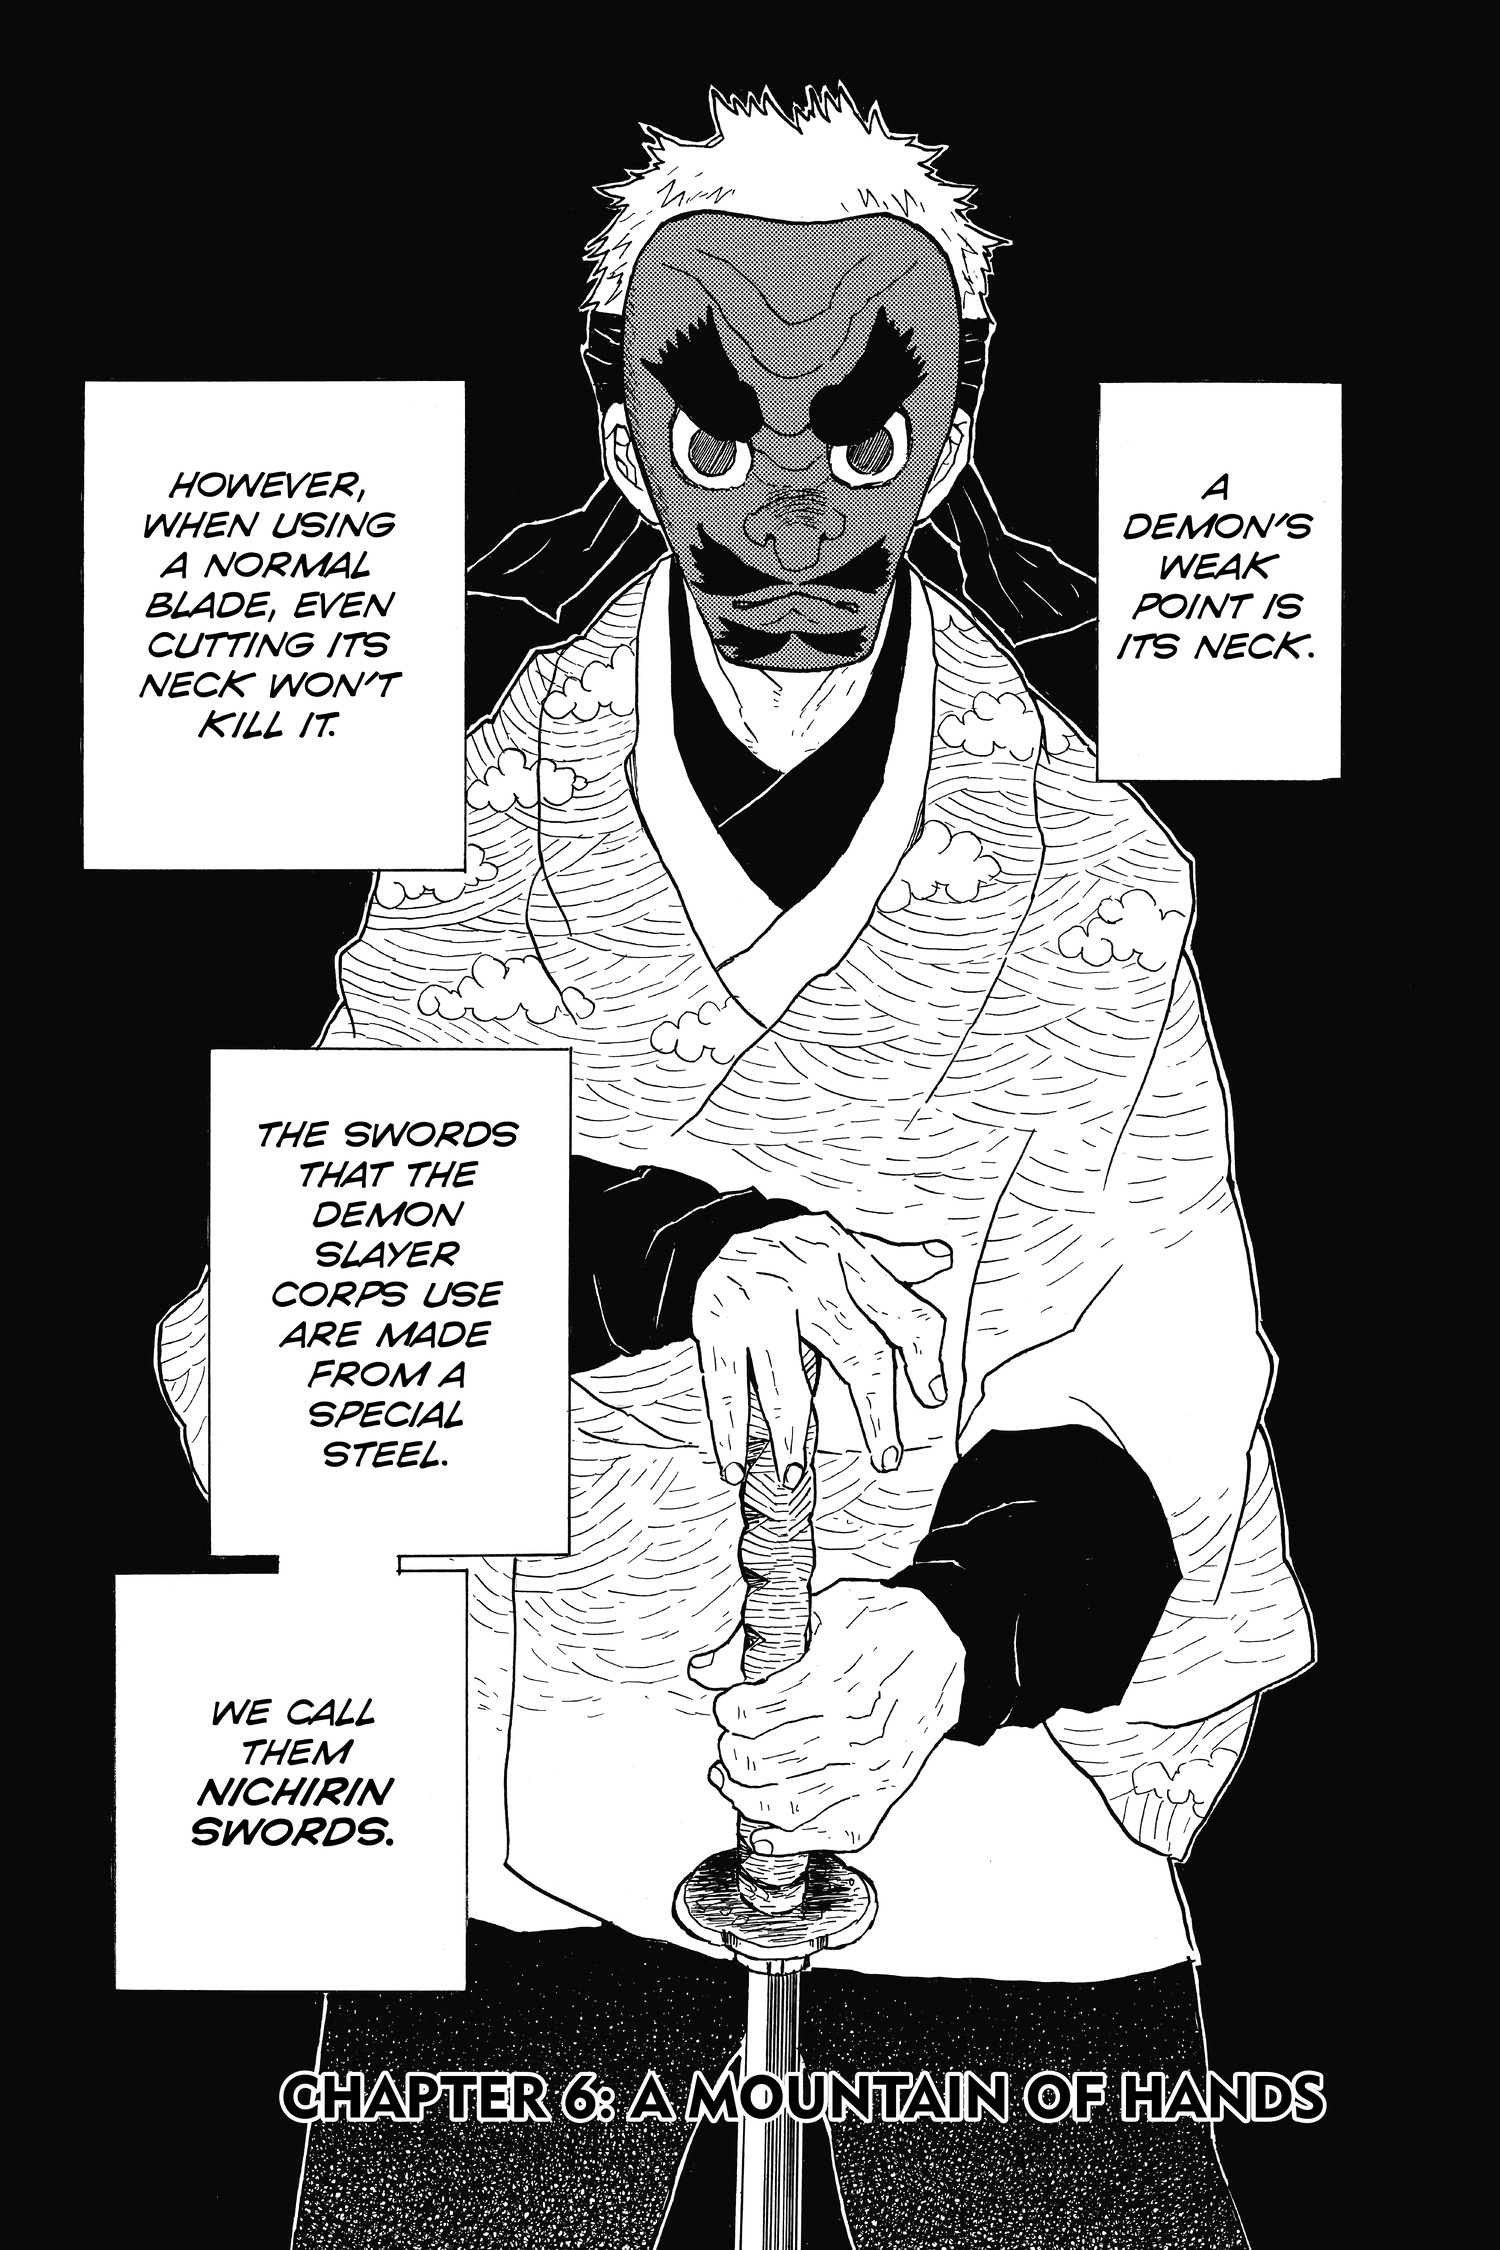 A
DEMON'S
WEAK
POINT IS
ITS NECK.
HOWEVER,
WHEN USING
A NORMAL
BLADE, EVEN
CUTTING ITS
NECK WON'T
KILL IT.
THE SWORDS
THAT THE
DEMON
SLAYER
CORPS USE
ARE MADE
FROM A
SPECIAL
STEEL.
WE CALL
THEM
NICHIRIN
SWORDS.
CHAPTER 6: A MOUNTAIN OF HANDS